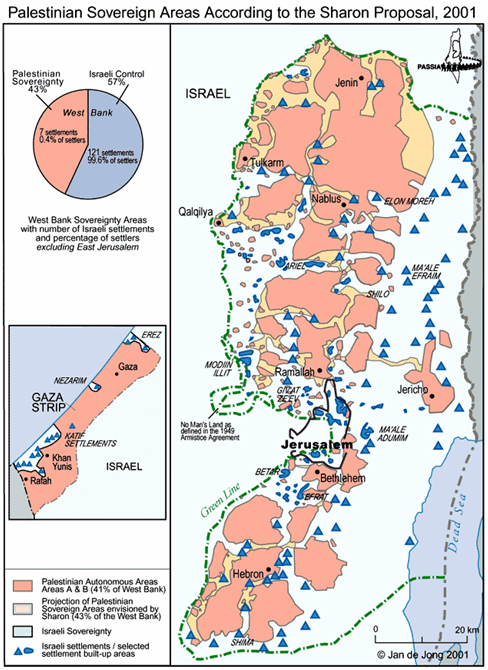 Palestinian Sovereign Areas According to the Sharon Proposal, 2001
Palestinian
Sovereignty
43%
Israeli Control
57%
West Bank
7 settlements
0.4% of settlers
121 settlements
99.6% of settlers
West Bank Sovereignty Areas
with number of Israeli settlements
and percentage of settlers
excluding East Jerusalem
PASSIA
ISRAEL
Jenin
Tulkarm
Nablus
ELON MOREH
Qalqilya
ARIEL
MA'ALE
EFRAIM
SHILO
MODIIN
ILLIT
Ramallah
GIV'AT
ZE'EV
Jericho
No Man's Land as
defined in the 1949
Armistice Agreement
Jerusalem
MA'ALE
ADUMIM
BETAR
Bethlehem
EFRAT
Green Line
Dead Sea
Hebron
SHIMA
EREZ
Gaza
NEZARIM
GAZA
STRIP
KATIF
SETTLEMENTS
Khan
Yunis
ISRAEL
Rafah
Palestinian Autonomous Areas
Areas A & B (41% of West Bank)
Projection of Palestinian
Sovereign Areas envisioned by
Sharon (43% of the West Bank)
Israeli Sovereignty
Israeli settlements / selected
settlement built-up areas
0 20 km
© Jan de Jong 2001